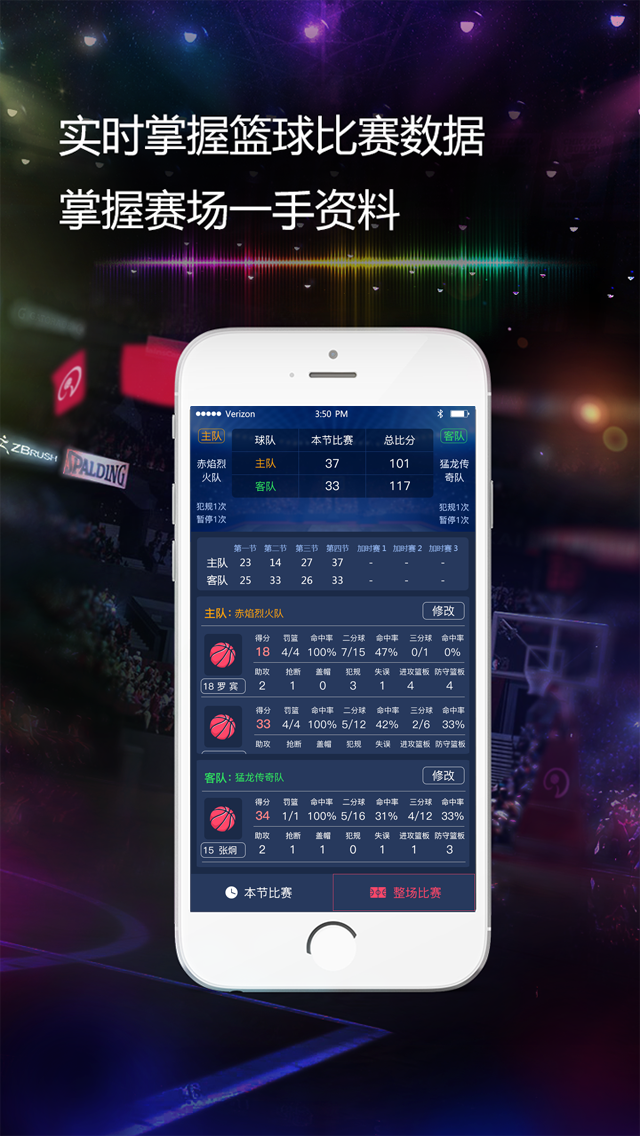 实时掌握篮球比赛数据
掌握赛场一手资料
ZBRUSH
SPALDING
Verizon 3:50 PM
主队 球队 本节比赛 总比分 客队
赤焰烈火队 主队 37 101 猛龙传奇队
客队 33 117
犯规1次 犯规1次
暂停1次 暂停1次
第一节 第二节 第三节 第四节 加时赛1 加时赛2 加时赛3
主队 23 14 27 37 - - -
客队 25 33 26 33 - - -
主队：赤焰烈火队 修改
得分 罚篮 命中率 二分球 命中率 三分球 命中率
18 4/4 100% 7/15 47% 0/1 0%
助攻 抢断 盖帽 犯规 失误 进攻篮板 防守篮板
18 罗 宾 2 1 0 3 1 4 4
得分 罚篮 命中率 二分球 命中率 三分球 命中率
33 4/4 100% 5/12 42% 2/6 33%
助攻 抢断 盖帽 犯规 失误 进攻篮板 防守篮板
客队：猛龙传奇队 修改
得分 罚篮 命中率 二分球 命中率 三分球 命中率
34 1/1 100% 5/16 31% 4/12 33%
助攻 抢断 盖帽 犯规 失误 进攻篮板 防守篮板
15 张炯 2 1 1 0 1 1 3
本节比赛 整场比赛